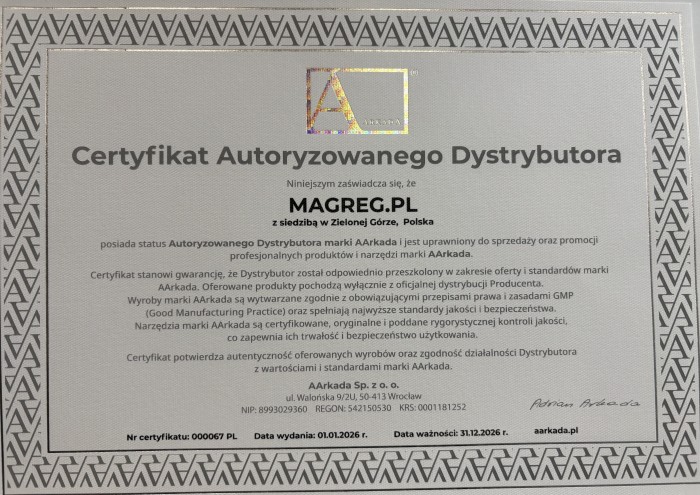 A
ARKADA
Certyfikat Autoryzowanego Dystrybutora
Niniejszym zaświadcza się, że
MAGREG.PL
z siedzibą w Zielonej Górze, Polska
posiada status Autoryzowanego Dystrybutora marki AArkada i jest uprawniony do sprzedaży oraz promocji
profesjonalnych produktów i narzędzi marki AArkada.
Certyfikat stanowi gwarancję, że Dystrybutor został odpowiednio przeszkolony w zakresie oferty i standardów marki
AArkada. Oferowane produkty pochodzą wyłącznie z oficjalnej dystrybucji Producenta.
Wyroby marki AArkada są wytwarzane zgodnie z obowiązującymi przepisami prawa i zasadami GMP
(Good Manufacturing Practice) oraz spełniają najwyższe standardy jakości i bezpieczeństwa.
Narzędzia marki AArkada są certyfikowane, oryginalne i poddane rygorystycznej kontroli jakości,
co zapewnia ich trwałość i bezpieczeństwo użytkowania.
Certyfikat potwierdza autentyczność oferowanych wyrobów oraz zgodność działalności Dystrybutora
z wartościami i standardami marki AArkada.
AArkada Sp. z o. o.
ul. Walońska 9/2U, 50-413 Wrocław
NIP: 8993029360 REGON: 542150530 KRS: 0001181252
Adrian Arkada
Nr certyfikatu: 000067 PL Data wydania: 01.01.2026 r. Data ważności: 31.12.2026 r. aarkada.pl